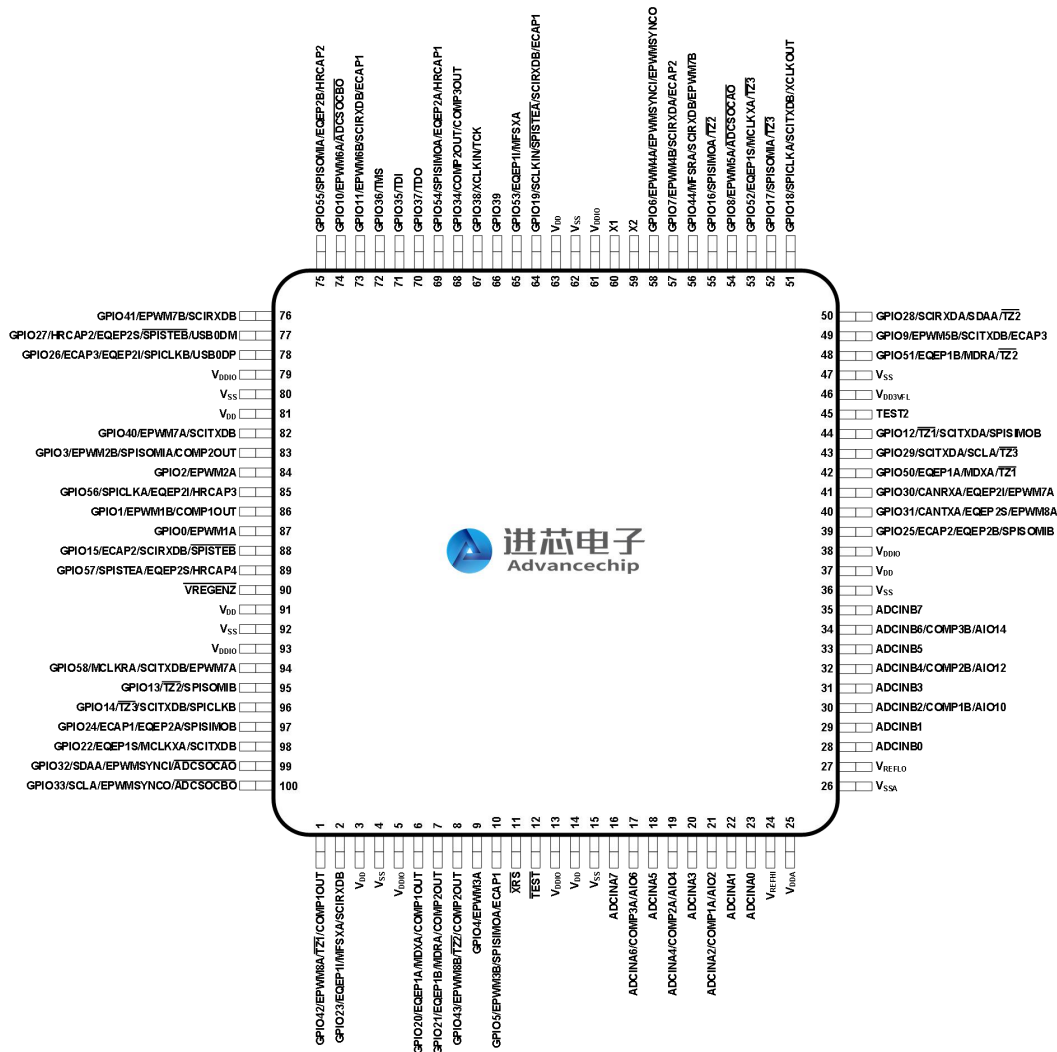 GPIO55/SPISOMIA/EQEP2B/HRCAP2
GPIO10/EPWM6A/ADCSOCBO
GPIO11/EPWM6B/SCIRXDB/ECAP1
GPIO36/TMS
GPIO35/TDI
GPIO37/TDO
GPIO54/SPISIMOA/EQEP2A/HRCAP1
GPIO34/COMP2OUT/COMP3OUT
GPIO38/XCLKIN/TCK
GPIO39
GPIO53/EQEP1I/MFSXA
GPIO19/SCLKIN/SPISTEA/SCIRXDB/ECAP1
VDD
VSS
VDDIO
X1
X2
GPIO6/EPWM4A/EPWMSYNCI/EPWMSYNCO
GPIO7/EPWM4B/SCIRXDA/ECAP2
GPIO44/MFSRA/SCIRXDB/EPWM7B
GPIO16/SPISIMOA/TZ2
GPIO8/EPWM5A/ADCSOCAO
GPIO52/EQEP1S/MCLKXA/TZ3
GPIO17/SPISOMIA/TZ3
GPIO18/SPICLKA/SCITXDB/XCLKOUT
75 74 73 72 71 70 69 68 67 66 65 64 63 62 61 60 59 58 57 56 55 54 53 52 51
GPIO41/EPWM7B/SCIRXDB 76
GPIO27/HRCAP2/EQEP2S/SPISTEB/USB0DM 77
GPIO26/ECAP3/EQEP2I/SPICLKB/USB0DP 78
VDDIO 79
VSS 80
VDD 81
GPIO40/EPWM7A/SCITXDB 82
GPIO3/EPWM2B/SPISOMIA/COMP2OUT 83
GPIO2/EPWM2A 84
GPIO56/SPICLKA/EQEP2I/HRCAP3 85
GPIO1/EPWM1B/COMP1OUT 86
GPIO0/EPWM1A 87
GPIO15/ECAP2/SCIRXDB/SPISTEB 88
GPIO57/SPISTEA/EQEP2S/HRCAP4 89
VREGENZ 90
VDD 91
VSS 92
VDDIO 93
GPIO58/MCLKRA/SCITXDB/EPWM7A 94
GPIO13/TZ2/SPISOMIB 95
GPIO14/TZ3/SCITXDB/SPICLKB 96
GPIO24/ECAP1/EQEP2A/SPISIMOB 97
GPIO22/EQEP1S/MCLKXA/SCITXDB 98
GPIO32/SDAA/EPWMSYNCI/ADCSOCAO 99
GPIO33/SCLA/EPWMSYNCO/ADCSOCBO 100
进芯电子
Advancechip
50 GPIO28/SCIRXDA/SDAA/TZ2
49 GPIO9/EPWM5B/SCITXDB/ECAP3
48 GPIO51/EQEP1B/MDRA/TZ2
47 VSS
46 VDD3VFL
45 TEST2
44 GPIO12/TZ1/SCITXDA/SPISIMOB
43 GPIO29/SCITXDA/SCLA/TZ3
42 GPIO50/EQEP1A/MDXA/TZ1
41 GPIO30/CANRXA/EQEP2I/EPWM7A
40 GPIO31/CANTXA/EQEP2S/EPWM8A
39 GPIO25/ECAP2/EQEP2B/SPISOMIB
38 VDDIO
37 VDD
36 VSS
35 ADCINB7
34 ADCINB6/COMP3B/AIO14
33 ADCINB5
32 ADCINB4/COMP2B/AIO12
31 ADCINB3
30 ADCINB2/COMP1B/AIO10
29 ADCINB1
28 ADCINB0
27 VREFLO
26 VSSA
1 2 3 4 5 6 7 8 9 10 11 12 13 14 15 16 17 18 19 20 21 22 23 24 25
GPIO42/EPWM8A/TZ1/COMP1OUT
GPIO23/EQEP1I/MFSXA/SCIRXDB
VDD
VSS
VDDIO
GPIO20/EQEP1A/MDXA/COMP1OUT
GPIO21/EQEP1B/MDRA/COMP2OUT
GPIO43/EPWM8B/TZ2/COMP2OUT
GPIO4/EPWM3A
GPIO5/EPWM3B/SPISIMOA/ECAP1
XRS
TEST
VDDIO
VDD
VSS
ADCINA7
ADCINA6/COMP3A/AIO6
ADCINA5
ADCINA4/COMP2A/AIO4
ADCINA3
ADCINA2/COMP1A/AIO2
ADCINA1
ADCINA0
VREFHI
VDDA